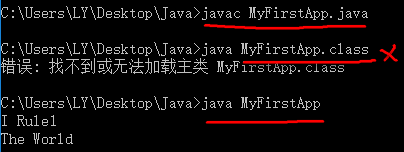 C:\Users\LY\Desktop\Java>javac MyFirstApp.java
C:\Users\LY\Desktop\Java>java MyFirstApp.class
错误: 找不到或无法加载主类 MyFirstApp.class
C:\Users\LY\Desktop\Java>java MyFirstApp
I Rule1
The World